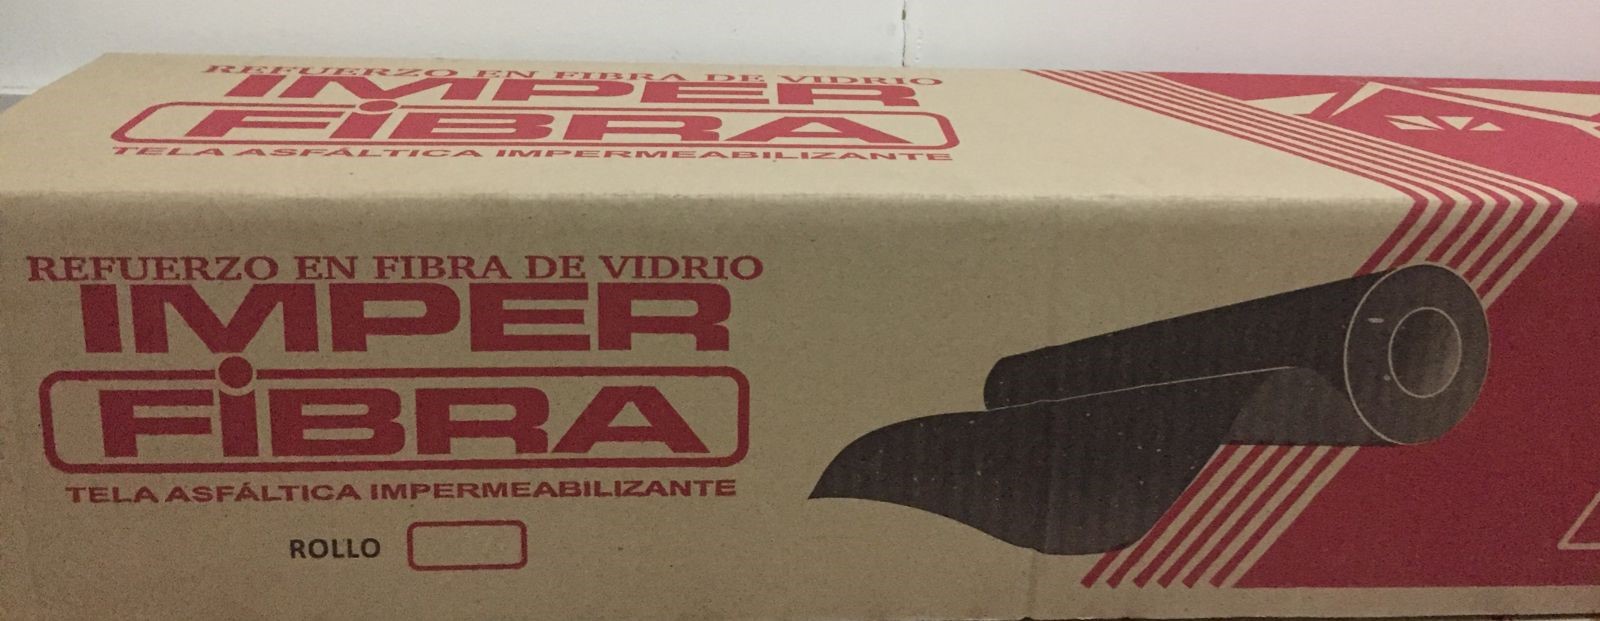 REFUERZO EN FIBRA DE VIDRIO
IMPER
FiBRA
TELA ASFÁLTICA IMPERMEABILIZANTE
REFUERZO EN FIBRA DE VIDRIO
IMPER
FiBRA
TELA ASFÁLTICA IMPERMEABILIZANTE
ROLLO